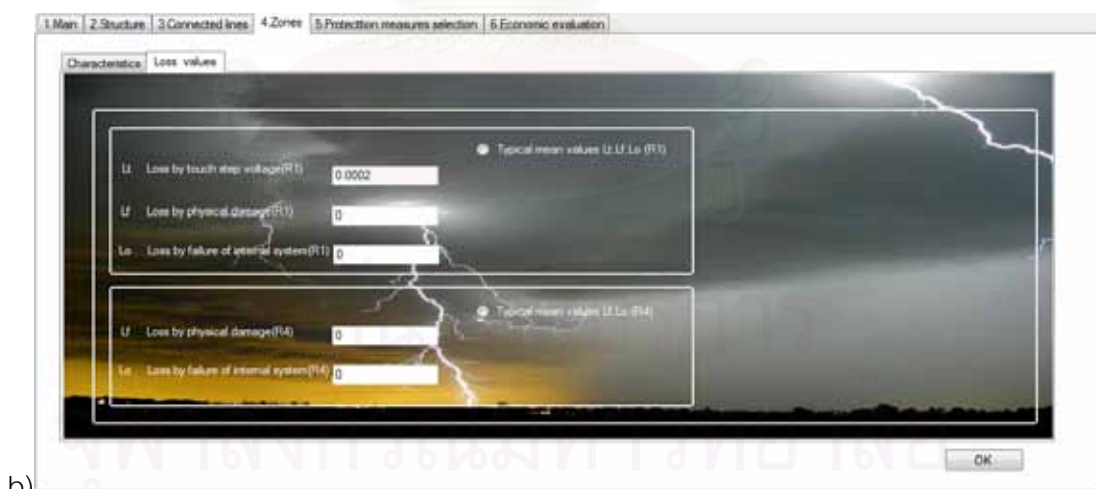 1.Main 2.Structure 3.Connected lines 4.Zones 5.Protecttion measures selection 6.Economic evaluation
Characteristics Loss values
Typical mean values Lt,Lf,Lo (R1)
Lt Loss by touch step voltage(R1) 0.0002
Lf Loss by physical damage(R1) 0
Lo Loss by failure of internal system(R1) 0
Typical mean values Lf,Lo (R4)
Lf Loss by physical damage(R4) 0
Lo Loss by failure of internal system(R4) 0
OK
b)